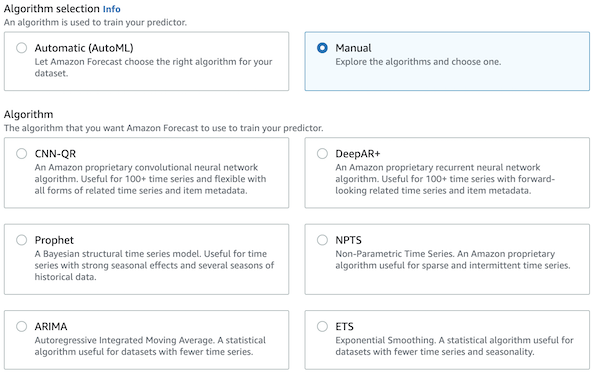 Algorithm selection Info
An algorithm is used to train your predictor.
Automatic (AutoML)
Let Amazon Forecast choose the right algorithm for your
dataset.
Manual
Explore the algorithms and choose one.
Algorithm
The algorithm that you want Amazon Forecast to use to train your predictor.
CNN-QR
An Amazon proprietary convolutional neural network
algorithm. Useful for 100+ time series and flexible with
all forms of related time series and item metadata.
DeepAR+
An Amazon proprietary recurrent neural network
algorithm. Useful for 100+ time series with forward-
looking related time series and item metadata.
Prophet
A Bayesian structural time series model. Useful for time
series with strong seasonal effects and several seasons of
historical data.
NPTS
Non-Parametric Time Series. An Amazon proprietary
algorithm useful for sparse and intermittent time series.
ARIMA
Autoregressive Integrated Moving Average. A statistical
algorithm useful for datasets with fewer time series.
ETS
Exponential Smoothing. A statistical algorithm useful for
datasets with fewer time series and seasonality.